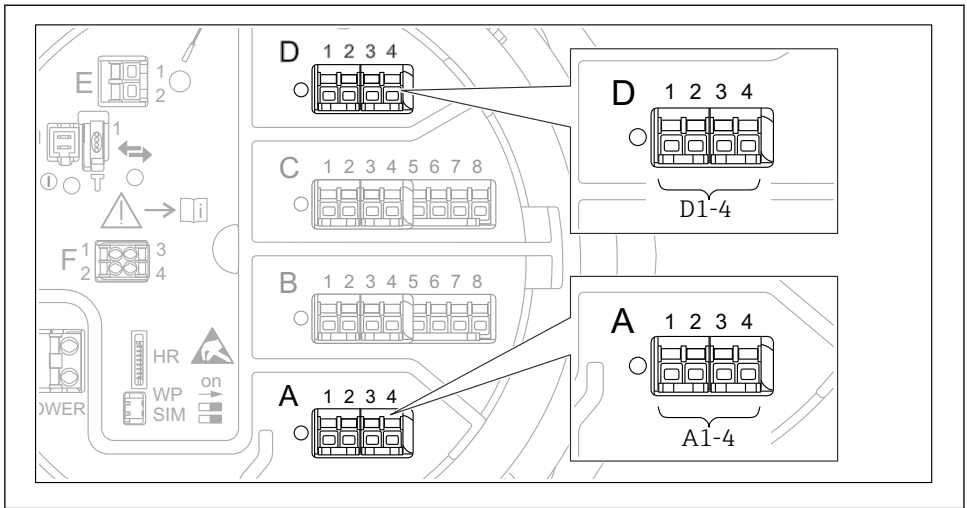 D 1 2 3 4
E 1
2
1
D 1 2 3 4
D1-4
C 1 2 3 4 5 6 7 8
i
F 1 3
2 4
B 1 2 3 4 5 6 7 8
HR
WP on
SIM
OWER
A 1 2 3 4
A 1 2 3 4
A1-4